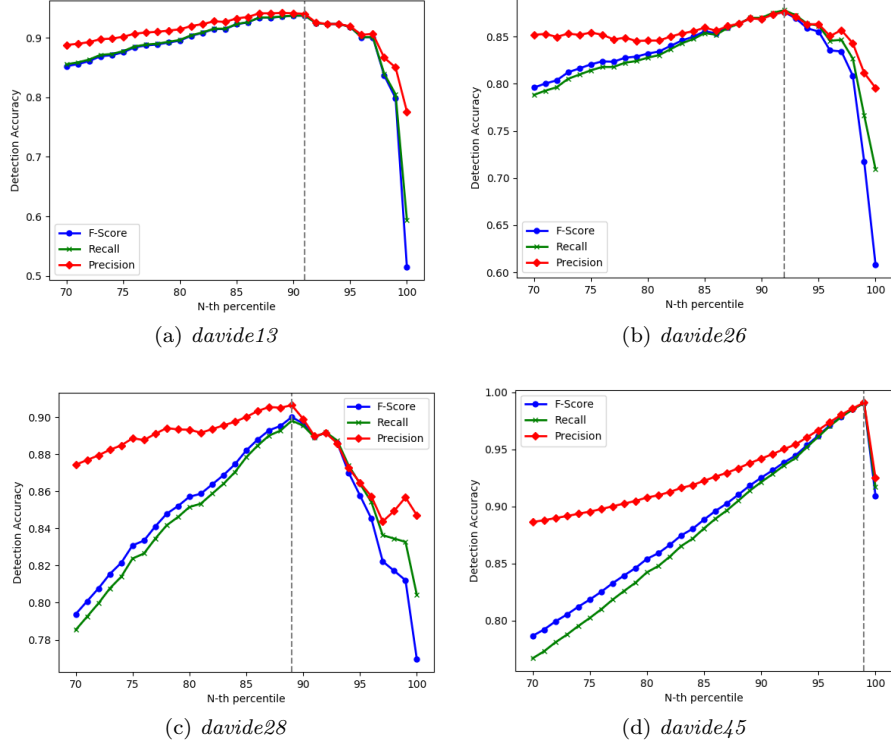 0.9
0.8
0.7
0.6
0.5
Detection Accuracy
F-Score
Recall
Precision
70 75 80 85 90 95 100
N-th percentile
(a) davide13
0.85
0.80
0.75
0.70
0.65
0.60
Detection Accuracy
F-Score
Recall
Precision
70 75 80 85 90 95 100
N-th percentile
(b) davide26
0.90
0.88
0.86
0.84
0.82
0.80
0.78
Detection Accuracy
F-Score
Recall
Precision
70 75 80 85 90 95 100
N-th percentile
(c) davide28
1.00
0.95
0.90
0.85
0.80
Detection Accuracy
F-Score
Recall
Precision
70 75 80 85 90 95 100
N-th percentile
(d) davide45